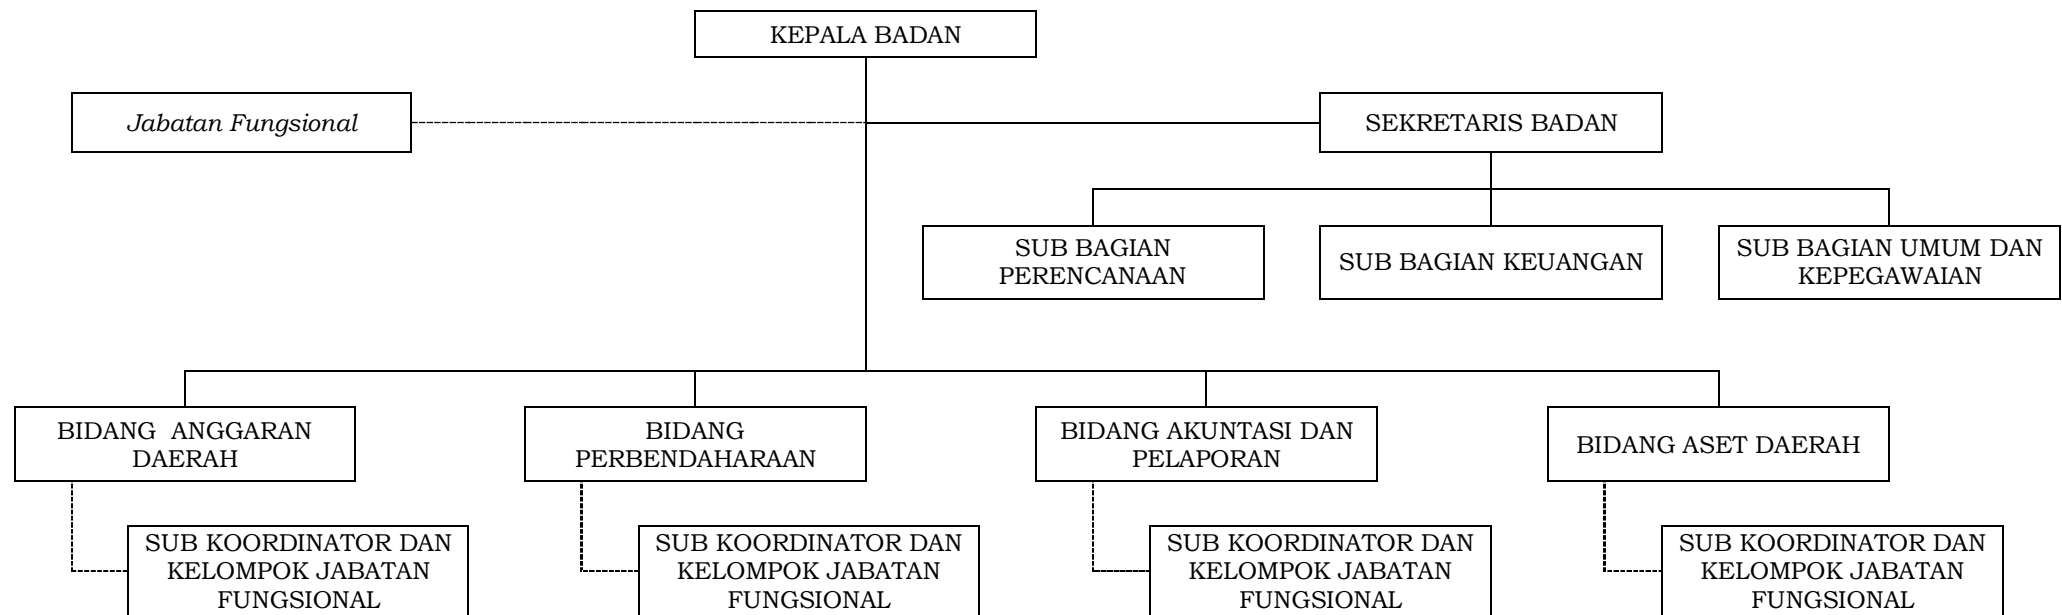 KEPALA BADAN
Jabatan Fungsional
SEKRETARIS BADAN
SUB BAGIAN
PERENCANAAN
SUB BAGIAN KEUANGAN
SUB BAGIAN UMUM DAN
KEPEGAWAIAN
BIDANG  ANGGARAN
DAERAH
BIDANG
PERBENDAHARAAN
BIDANG AKUNTASI DAN
PELAPORAN
BIDANG ASET DAERAH
SUB KOORDINATOR DAN
KELOMPOK JABATAN
FUNGSIONAL
SUB KOORDINATOR DAN
KELOMPOK JABATAN
FUNGSIONAL
SUB KOORDINATOR DAN
KELOMPOK JABATAN
FUNGSIONAL
SUB KOORDINATOR DAN
KELOMPOK JABATAN
FUNGSIONAL